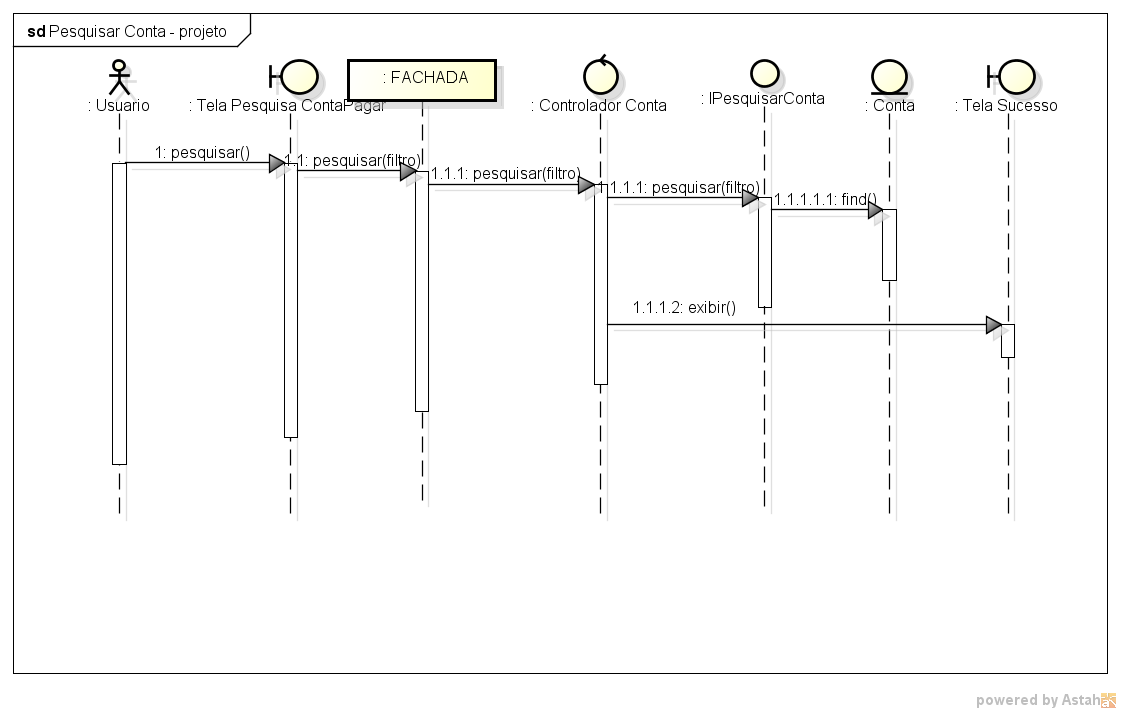 sd Pesquisar Conta - projeto
: FACHADA
: Usuario
: Tela Pesquisa ContaPagar
: Controlador Conta
: IPesquisarConta
: Conta
: Tela Sucesso
1: pesquisar()
1.1: pesquisar(filtro)
1.1.1: pesquisar(filtro)
1.1.1.1: pesquisar(filtro)
1.1.1.1.1: find()
1.1.1.2: exibir()
powered by Astah